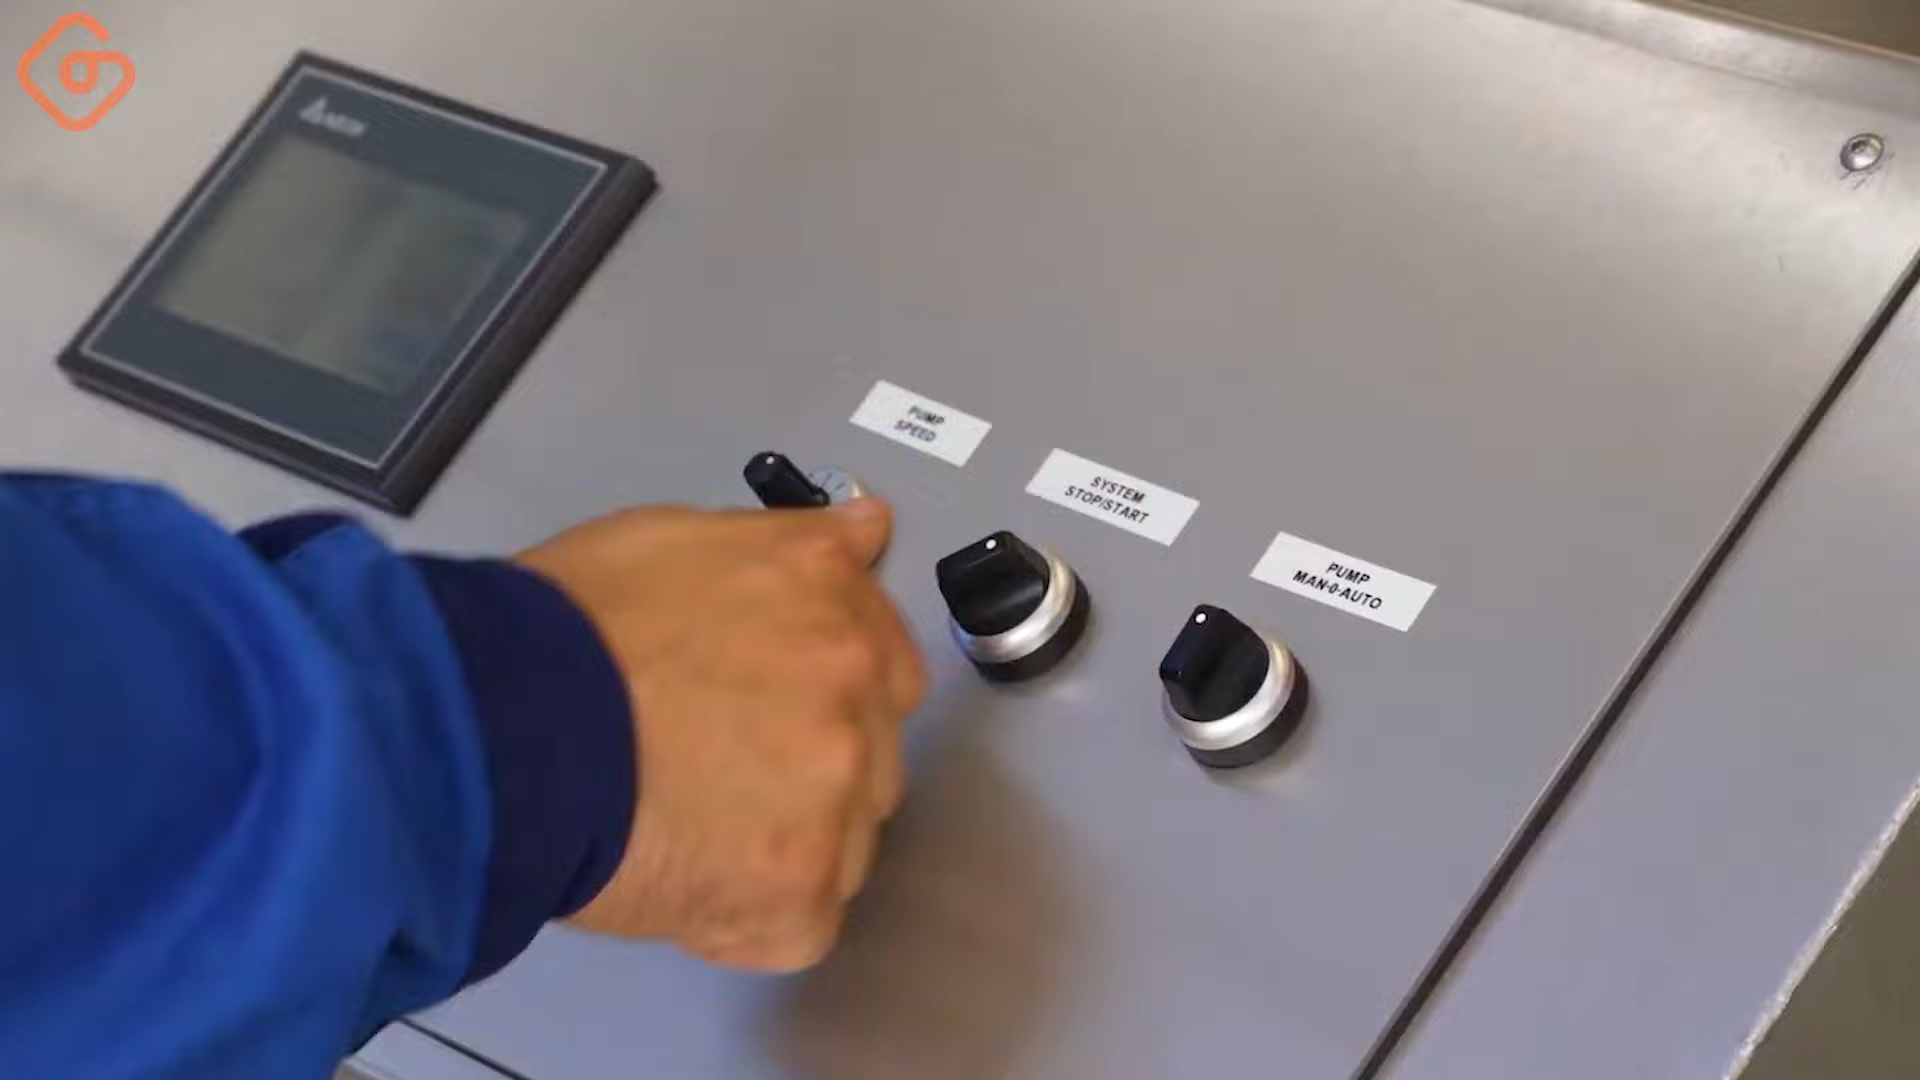 PUMP
SPEED
SYSTEM
STOP/START
PUMP
MAN-0-AUTO